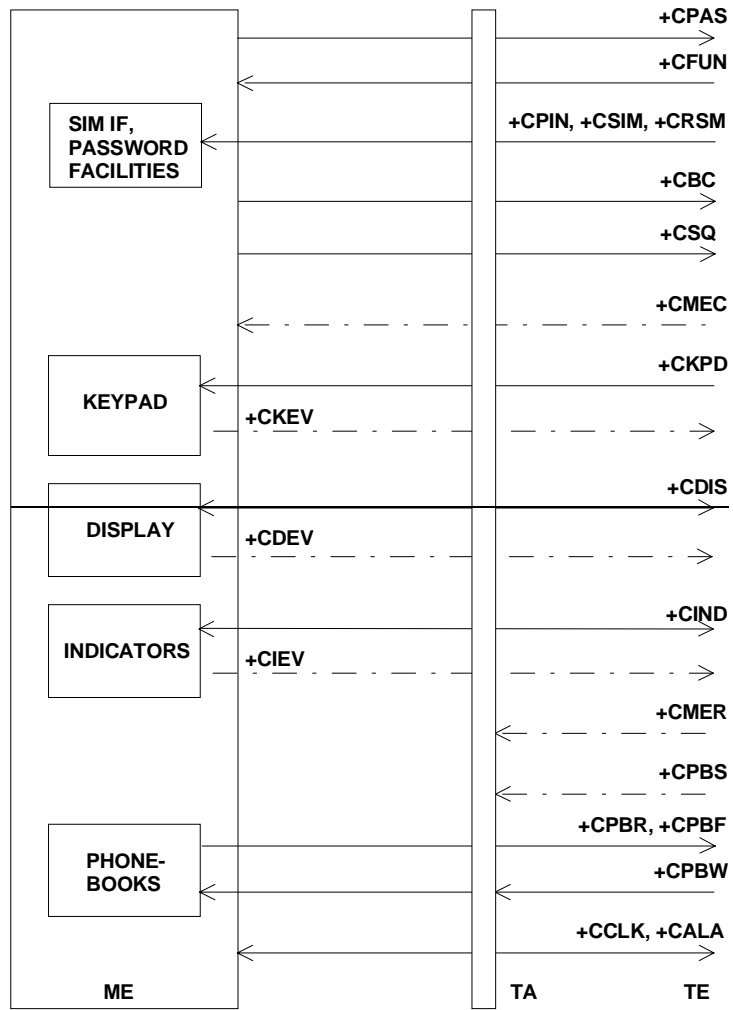 +CPAS
+CFUN
SIM IF,
PASSWORD
FACILITIES
+CPIN, +CSIM, +CRSM
+CBC
+CSQ
+CMEC
+CKPD
KEYPAD
+CKEV
+CDIS
DISPLAY
+CDEV
+CIND
INDICATORS
+CIEV
+CMER
+CPBS
+CPBR, +CPBF
PHONE-
BOOKS
+CPBW
+CCLK, +CALA
ME
TA
TE